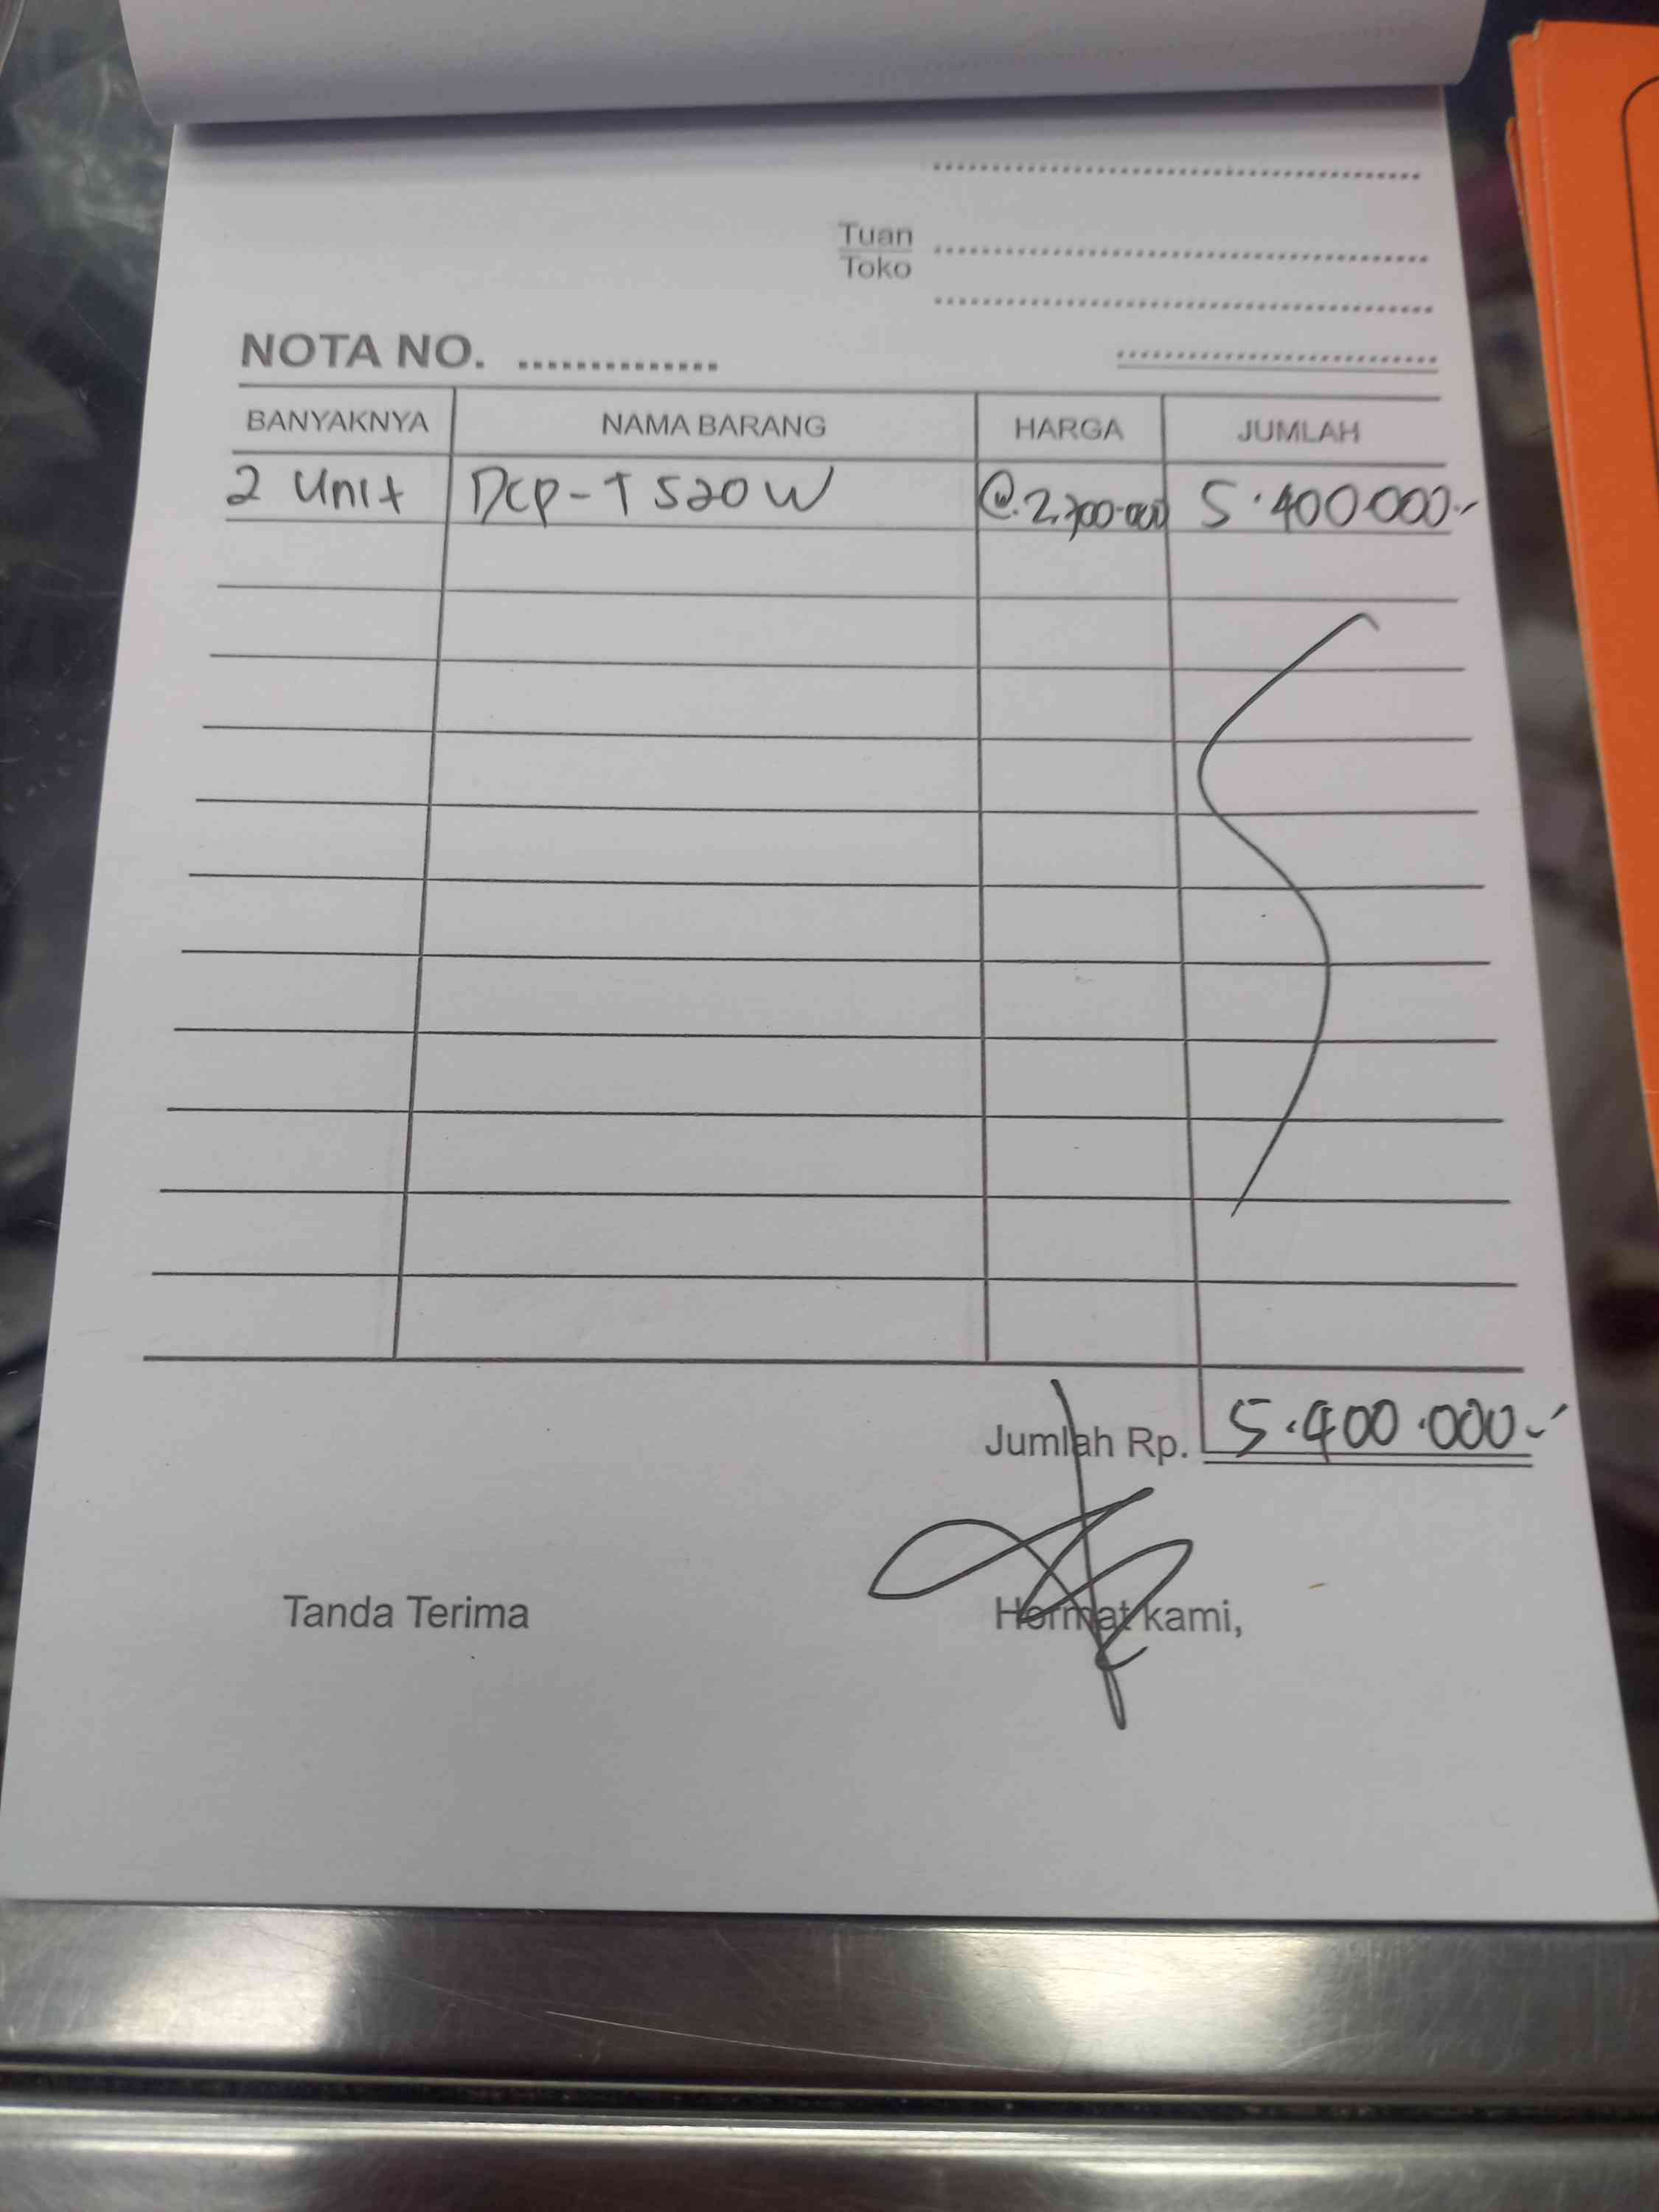 Tuan
Toko
NOTA NO. ..............
BANYAKNYA NAMA BARANG HARGA JUMLAH
2 Unit DCP-T520W @.2.700.000 5.400.000.-
Jumlah Rp. 5.400.000.-
Tanda Terima Hormat kami,